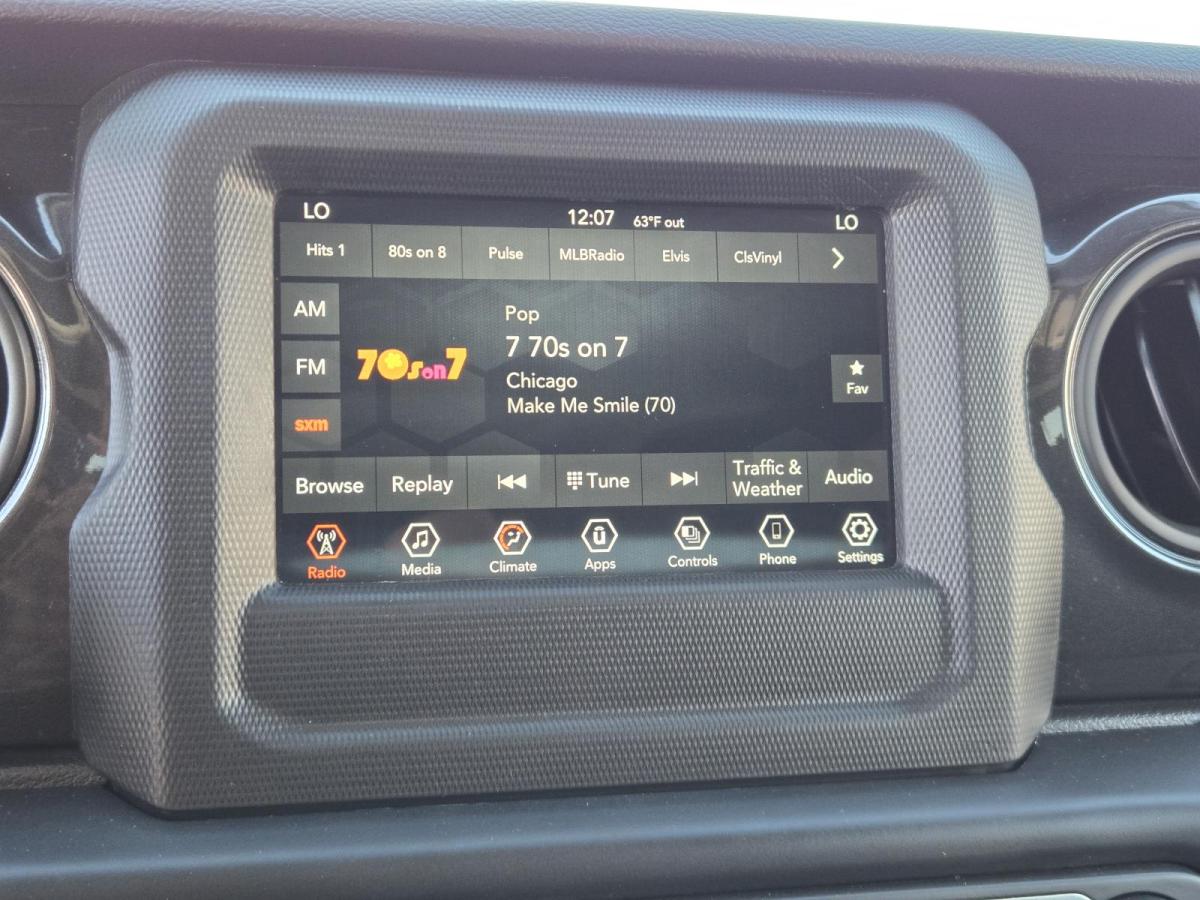 LO 12:07 63°F out LO
Hits 1 80s on 8 Pulse MLBRadio Elvis ClsVinyl
AM
FM
sxm
70s on 7
Pop
7 70s on 7
Chicago
Make Me Smile (70)
Fav
Browse Replay Tune Traffic &
Weather Audio
Radio Media Climate Apps Controls Phone Settings